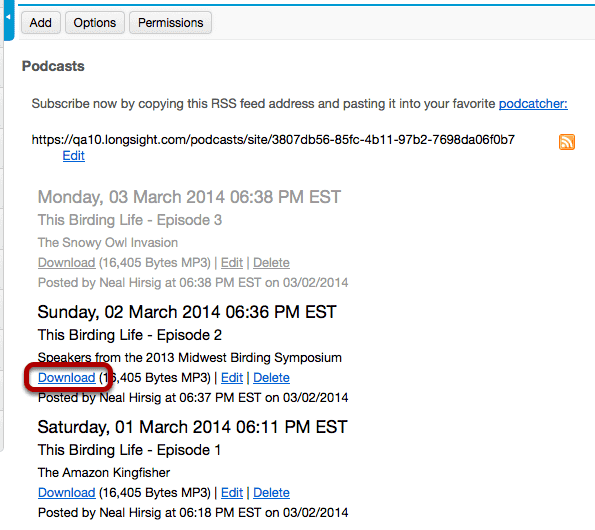 Add Options Permissions
Podcasts
Subscribe now by copying this RSS feed address and pasting it into your favorite podcatcher:
https://qa10.longsight.com/podcasts/site/3807db56-85fc-4b11-97b2-7698da06f0b7
Edit
Monday, 03 March 2014 06:38 PM EST
This Birding Life - Episode 3
The Snowy Owl Invasion
Download (16,405 Bytes MP3) | Edit | Delete
Posted by Neal Hirsig at 06:38 PM EST on 03/02/2014
Sunday, 02 March 2014 06:36 PM EST
This Birding Life - Episode 2
Speakers from the 2013 Midwest Birding Symposium
Download (16,405 Bytes MP3) | Edit | Delete
Posted by Neal Hirsig at 06:37 PM EST on 03/02/2014
Saturday, 01 March 2014 06:11 PM EST
This Birding Life - Episode 1
The Amazon Kingfisher
Download (16,405 Bytes MP3) | Edit | Delete
Posted by Neal Hirsig at 06:18 PM EST on 03/02/2014